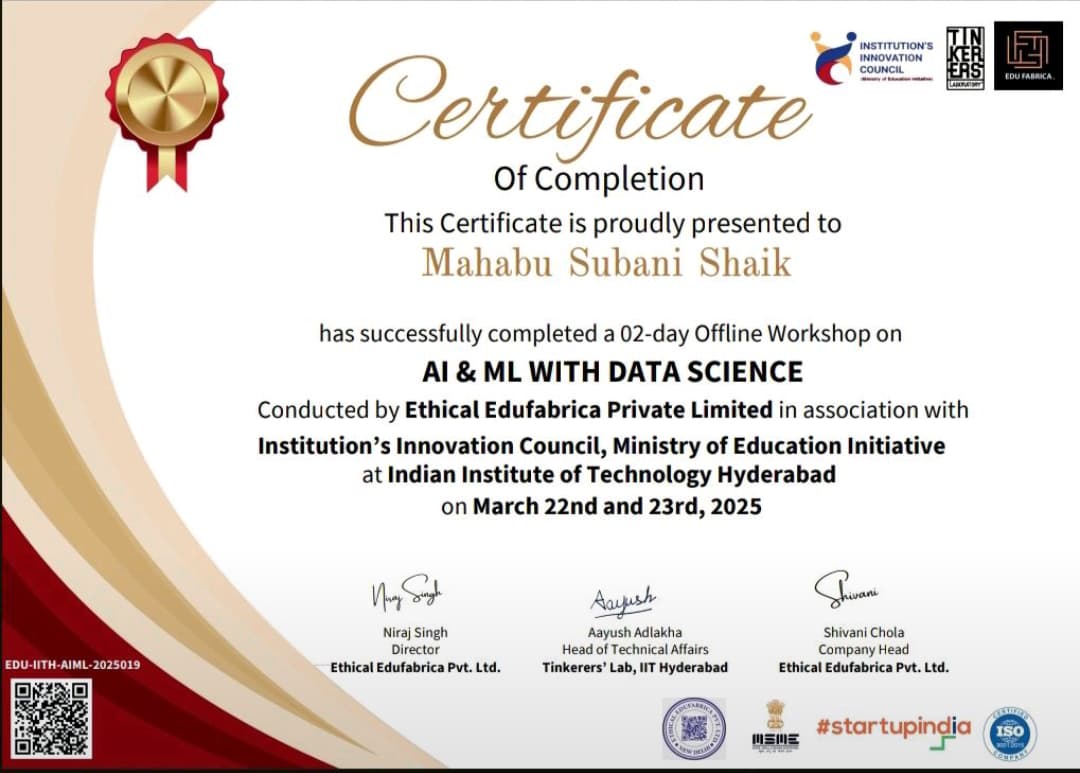 INSTITUTION'S
INNOVATION
COUNCIL
(Ministry of Education Initiative)
TIN
KER
ERS
LABORATORY
EDU FABRICA
Certificate
Of Completion
This Certificate is proudly presented to
Mahabu Subani Shaik
has successfully completed a 02-day Offline Workshop on
AI & ML WITH DATA SCIENCE
Conducted by Ethical Edufabrica Private Limited in association with
Institution's Innovation Council, Ministry of Education Initiative
at Indian Institute of Technology Hyderabad
on March 22nd and 23rd, 2025
Niraj Singh
Aayush
Shivani
Niraj Singh
Director
Ethical Edufabrica Pvt. Ltd.
Aayush Adlakha
Head of Technical Affairs
Tinkerers' Lab, IIT Hyderabad
Shivani Chola
Company Head
Ethical Edufabrica Pvt. Ltd.
EDU-IITH-AIML-2025019
ETHICAL EDUFABRICA PVT. LTD.
NEW DELHI
MSME
#startupindia
CERTIFIED
ISO
9001:2015
COMPANY